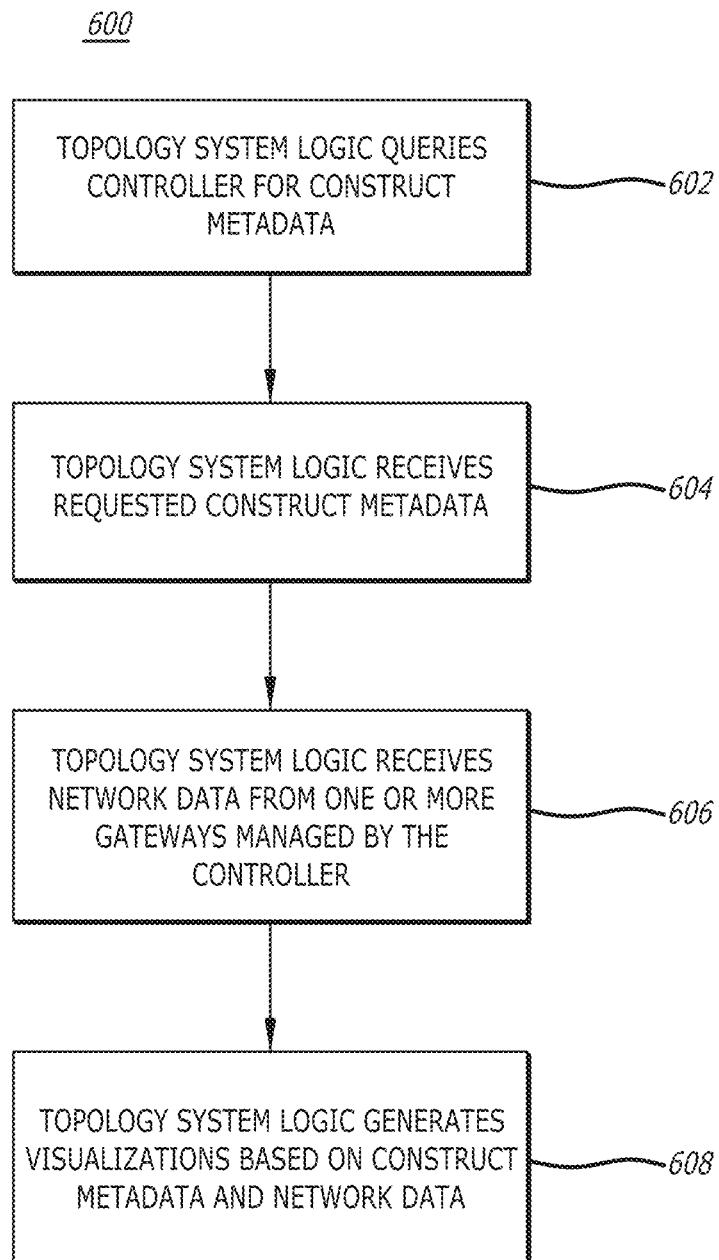 600
TOPOLOGY SYSTEM LOGIC QUERIES
CONTROLLER FOR CONSTRUCT
METADATA
602
TOPOLOGY SYSTEM LOGIC RECEIVES
REQUESTED CONSTRUCT METADATA
604
TOPOLOGY SYSTEM LOGIC RECEIVES
NETWORK DATA FROM ONE OR MORE
GATEWAYS MANAGED BY THE
CONTROLLER
606
TOPOLOGY SYSTEM LOGIC GENERATES
VISUALIZATIONS BASED ON CONSTRUCT
METADATA AND NETWORK DATA
608